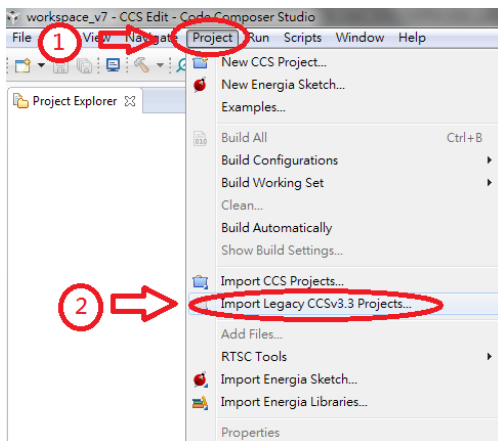 workspace_v7 - CCS Edit - Code Composer Studio
File View Navigate Project Run Scripts Window Help
1
Project Explorer
New CCS Project...
New Energia Sketch...
Examples...
010
Build All Ctrl+B
Build Configurations
Build Working Set
Clean...
Build Automatically
Show Build Settings...
Import CCS Projects...
2
Import Legacy CCSv3.3 Projects...
Add Files...
RTSC Tools
Import Energia Sketch...
Import Energia Libraries...
Properties